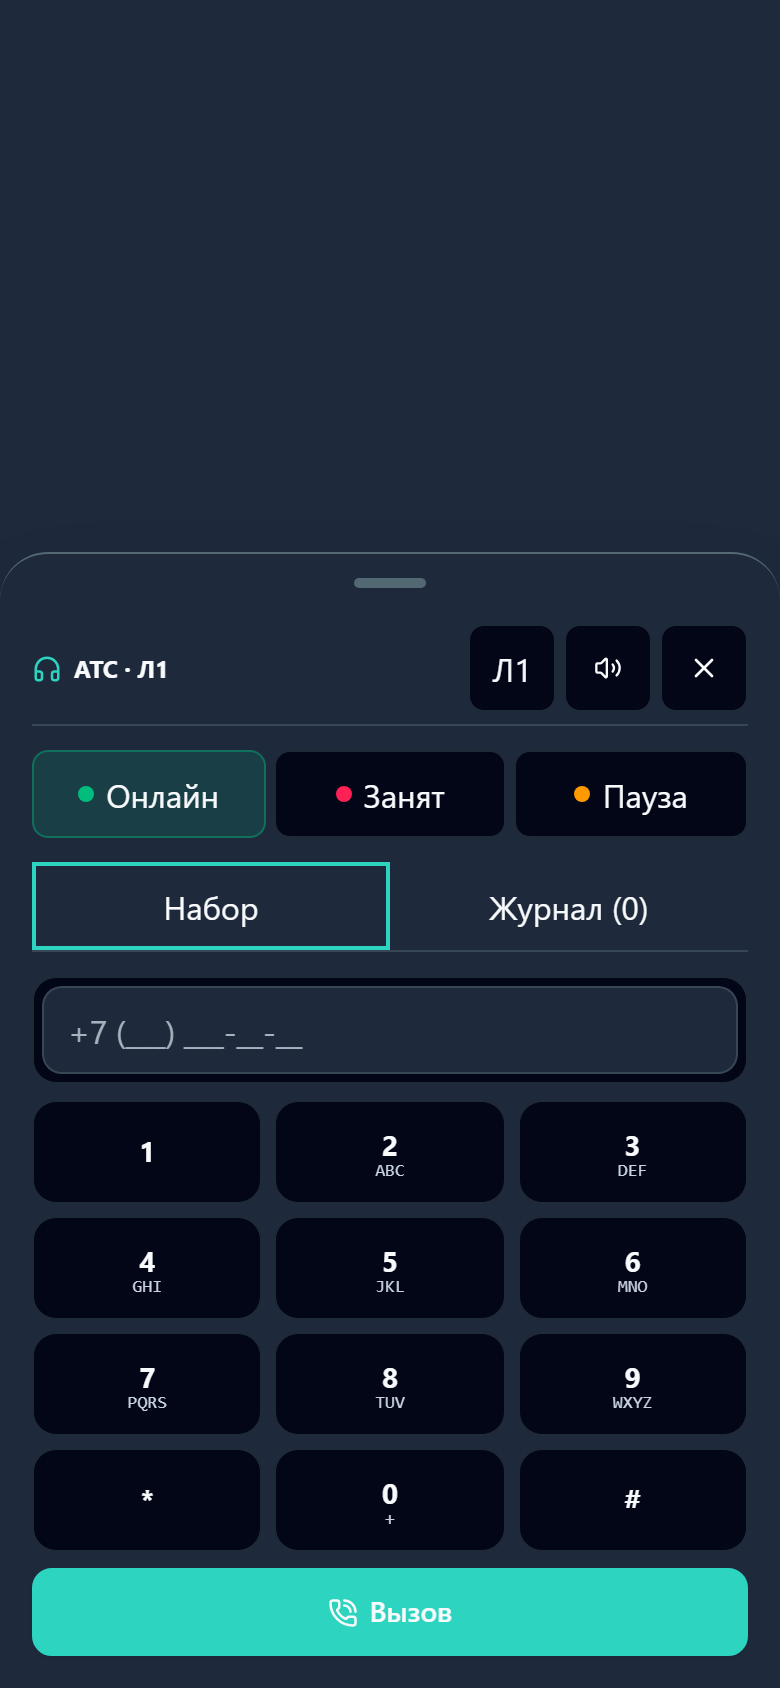 АТС · Л1
Л1
Онлайн
Занят
Пауза
Набор
Журнал (0)
+7 (___) ___-__-__
1
2
ABC
3
DEF
4
GHI
5
JKL
6
MNO
7
PQRS
8
TUV
9
WXYZ
*
0
+
#
Вызов